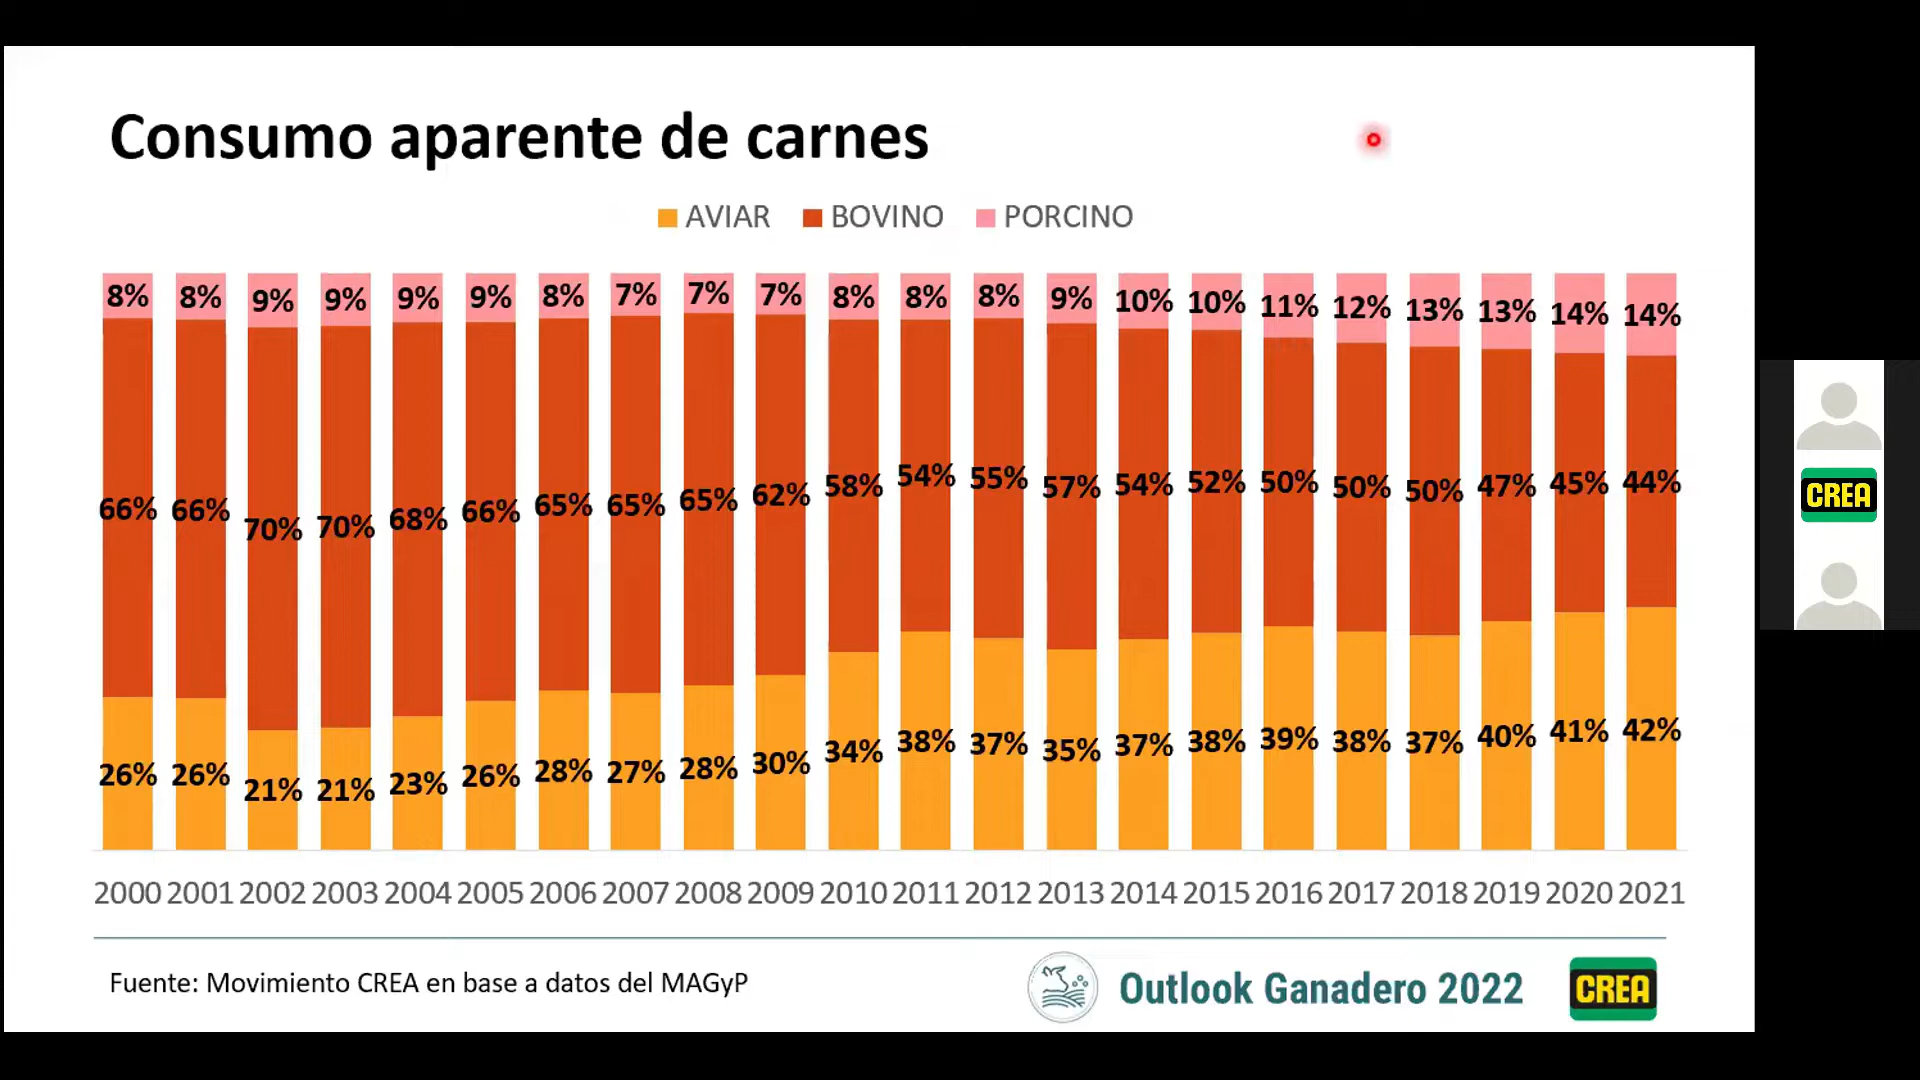 Consumo aparente de carnes
AVIAR BOVINO PORCINO
8% 8% 9% 9% 9% 9% 8% 7% 7% 7% 8% 8% 8% 9% 10% 10% 11% 12% 13% 13% 14% 14%
66% 66% 70% 70% 68% 66% 65% 65% 65% 62% 58% 54% 55% 57% 54% 52% 50% 50% 50% 47% 45% 44%
26% 26% 21% 21% 23% 26% 28% 27% 28% 30% 34% 38% 37% 35% 37% 38% 39% 38% 37% 40% 41% 42%
2000 2001 2002 2003 2004 2005 2006 2007 2008 2009 2010 2011 2012 2013 2014 2015 2016 2017 2018 2019 2020 2021
Fuente: Movimiento CREA en base a datos del MAGyP
Outlook Ganadero 2022
CREA
CREA